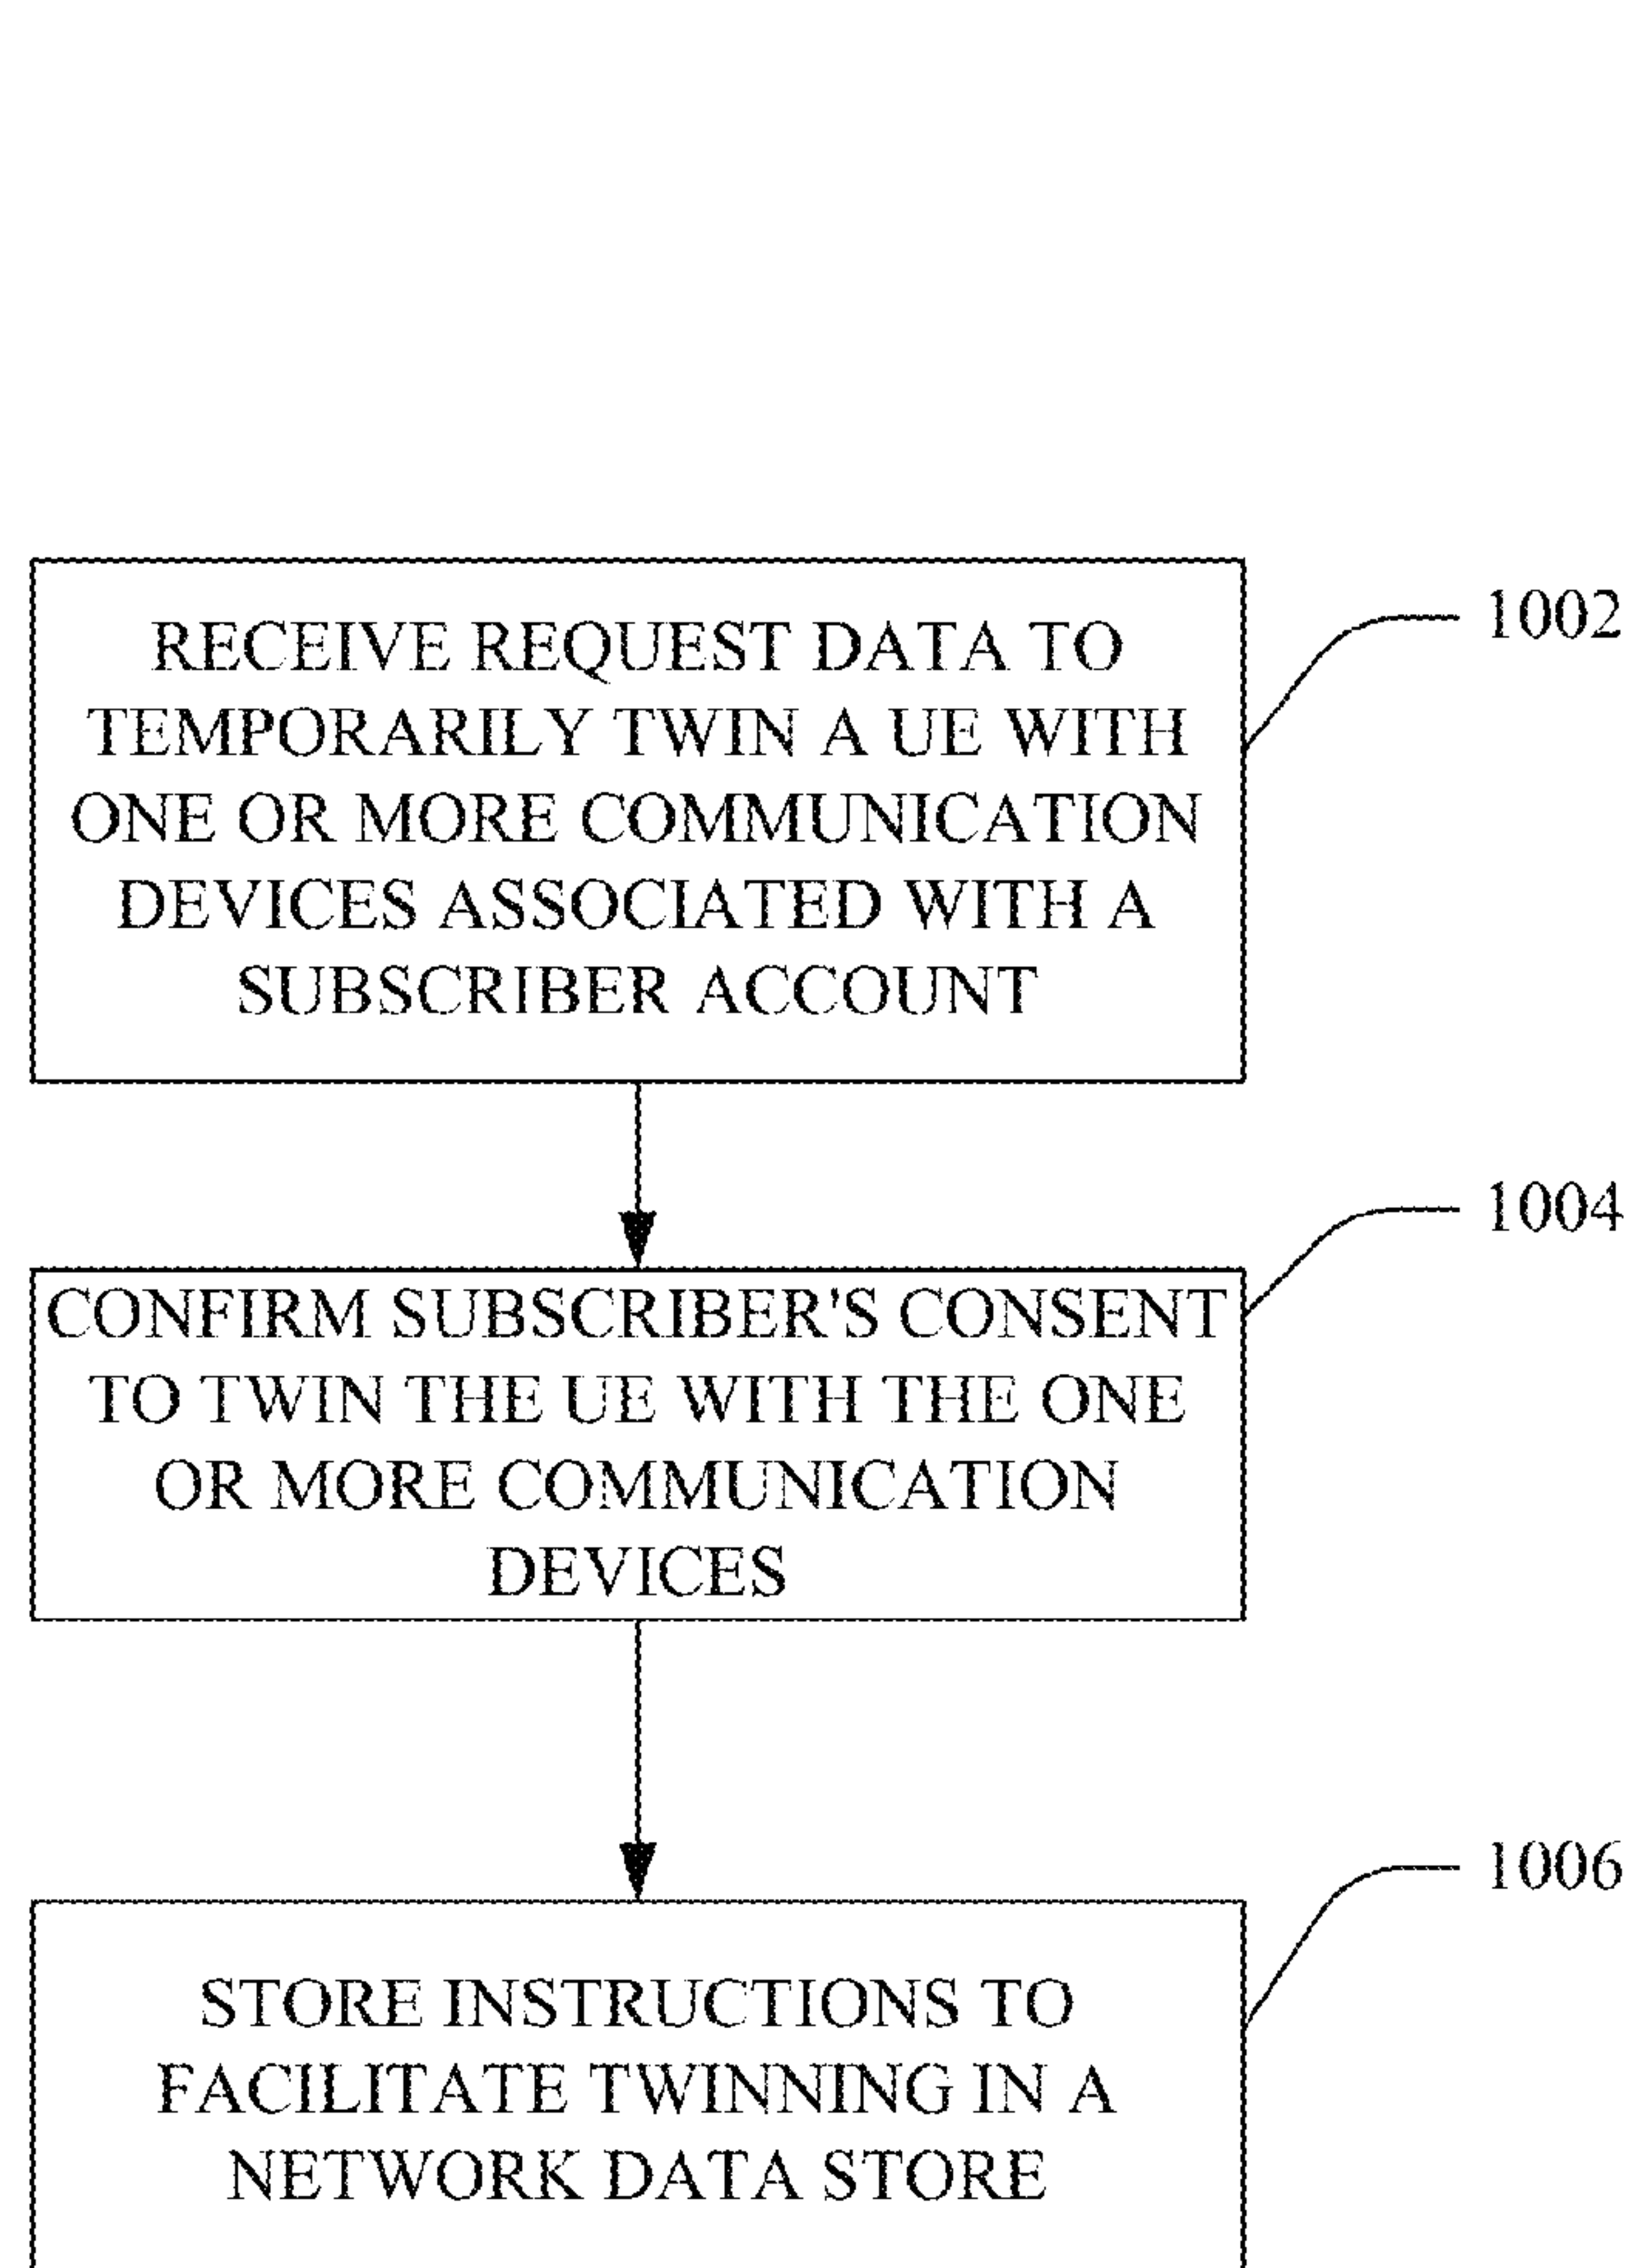 RECEIVE REQUEST DATA TO
TEMPORARILY TWIN A UE WITH
ONE OR MORE COMMUNICATION
DEVICES ASSOCIATED WITH A
SUBSCRIBER ACCOUNT
1002
CONFIRM SUBSCRIBER'S CONSENT
TO TWIN THE UE WITH THE ONE
OR MORE COMMUNICATION
DEVICES
1004
STORE INSTRUCTIONS TO
FACILITATE TWINNING IN A
NETWORK DATA STORE
1006